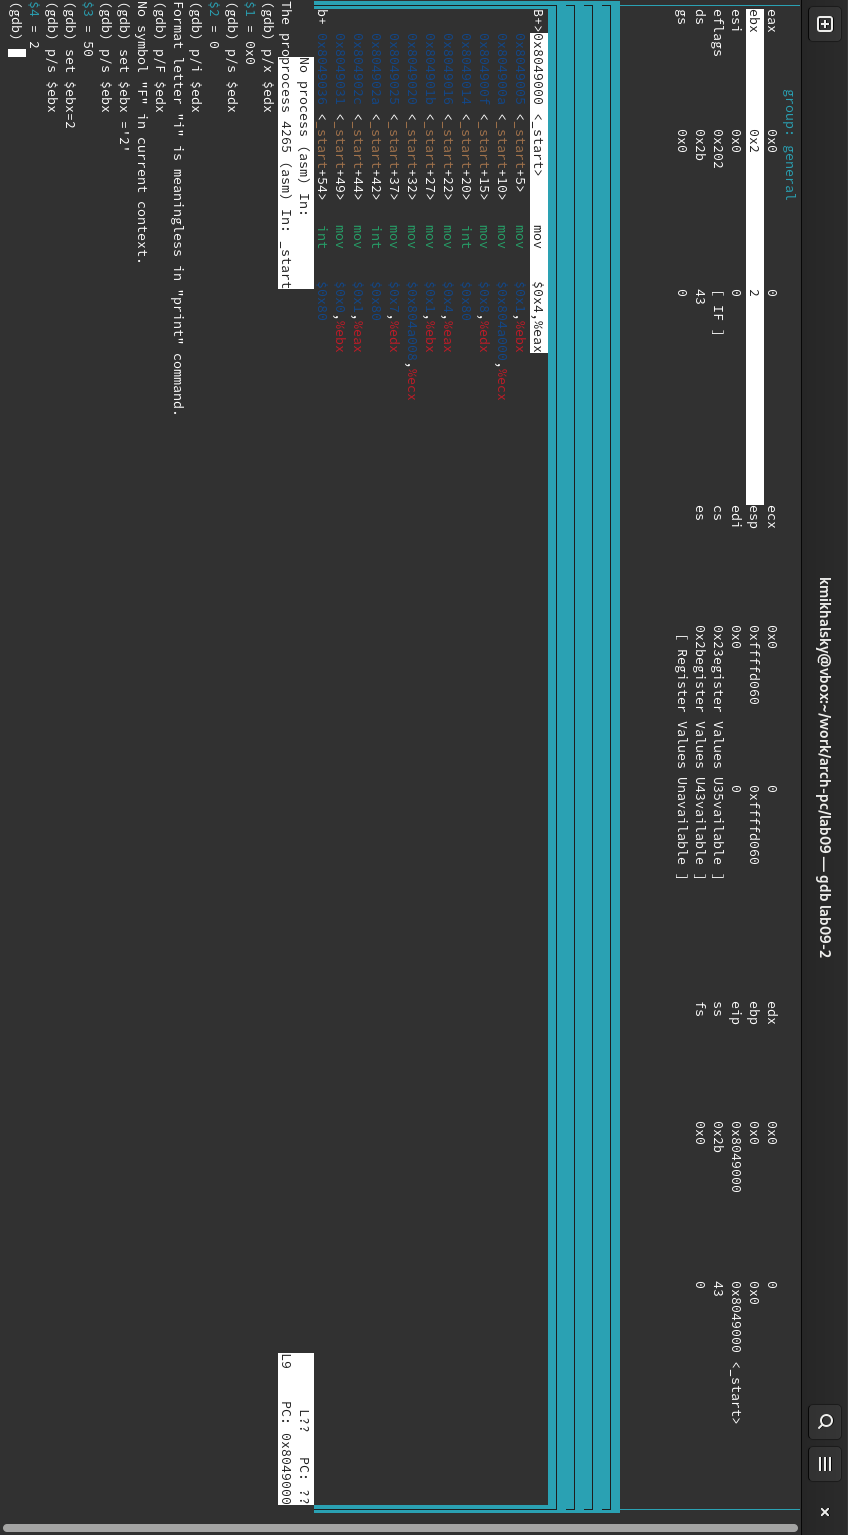 kmikhalsky@vbox:~/work/arch-pc/lab09 — gdb lab09-2
group: general
eax 0x0 0 ecx 0x0 0 edx 0x0 0
ebx 0x2 2 esp 0xffffd060 0xffffd060 ebp 0x0 0x0
esi 0x0 0 edi 0x0 0 eip 0x8049000 0x8049000 <_start>
eflags 0x202 [ IF ] cs 0x23egister Values U35vailable ] ss 0x2b 43
ds 0x2b 43 es 0x2begister Values U43vailable ] fs 0x0 0
gs 0x0 0 [ Register Values Unavailable ]
B+>0x8049000 <_start> mov $0x4,%eax
0x8049005 <_start+5> mov $0x1,%ebx
0x804900a <_start+10> mov $0x804a000,%ecx
0x804900f <_start+15> mov $0x8,%edx
0x8049014 <_start+20> int $0x80
0x8049016 <_start+22> mov $0x4,%eax
0x804901b <_start+27> mov $0x1,%ebx
0x8049020 <_start+32> mov $0x804a008,%ecx
0x8049025 <_start+37> mov $0x7,%edx
0x804902a <_start+42> int $0x80
0x804902c <_start+44> mov $0x1,%eax
0x8049031 <_start+49> mov $0x0,%ebx
b+ 0x8049036 <_start+54> int $0x80
No process (asm) In: L?? PC: ??
The proprocess 4265 (asm) In: _start L9 PC: 0x8049000
(gdb) p/x $edx
$1 = 0x0
(gdb) p/s $edx
$2 = 0
(gdb) p/i $edx
Format letter "i" is meaningless in "print" command.
(gdb) p/F $edx
No symbol "F" in current context.
(gdb) set $ebx ='2'
(gdb) p/s $ebx
$3 = 50
(gdb) set $ebx=2
(gdb) p/s $ebx
$4 = 2
(gdb)